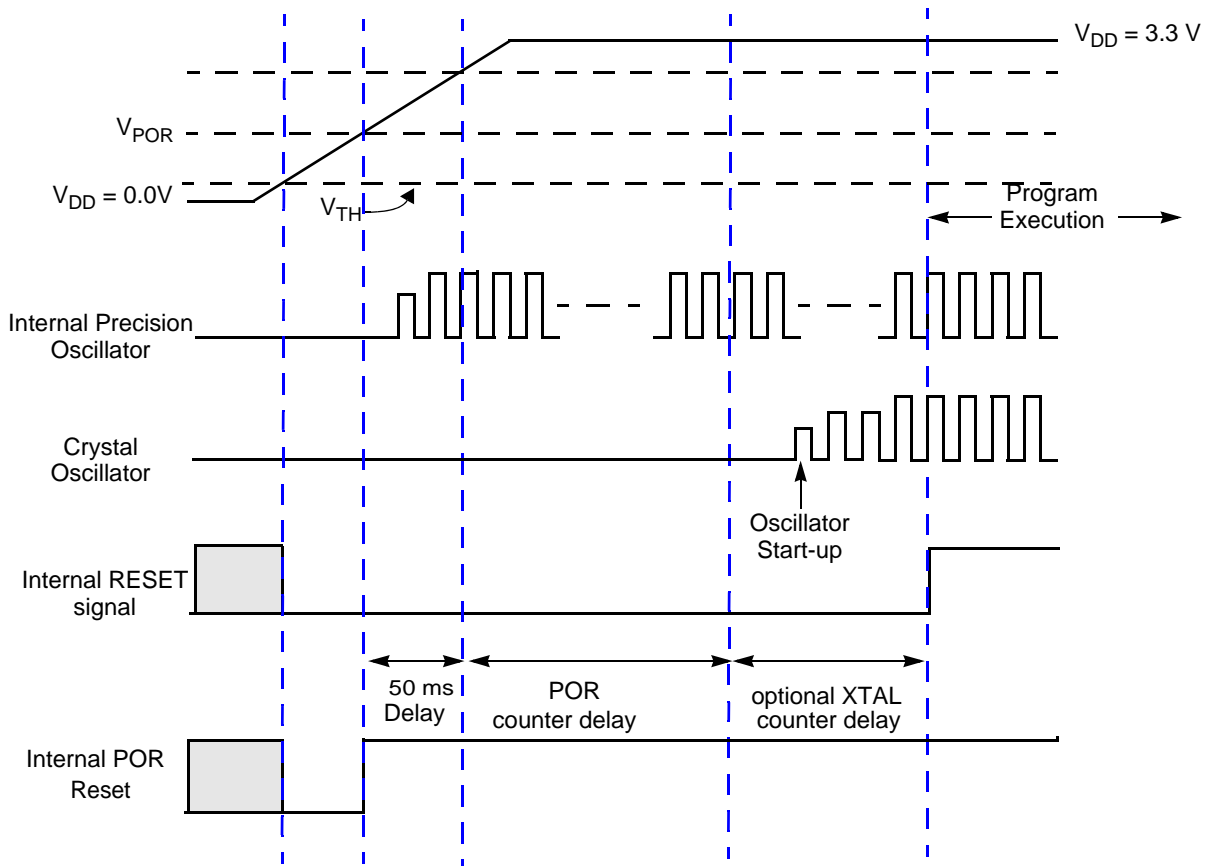 V_DD = 3.3 V
V_POR
V_DD = 0.0V
V_TH
Program
Execution
Internal Precision
Oscillator
Crystal
Oscillator
Oscillator
Start-up
Internal RESET
signal
50 ms
Delay
POR
counter delay
optional XTAL
counter delay
Internal POR
Reset